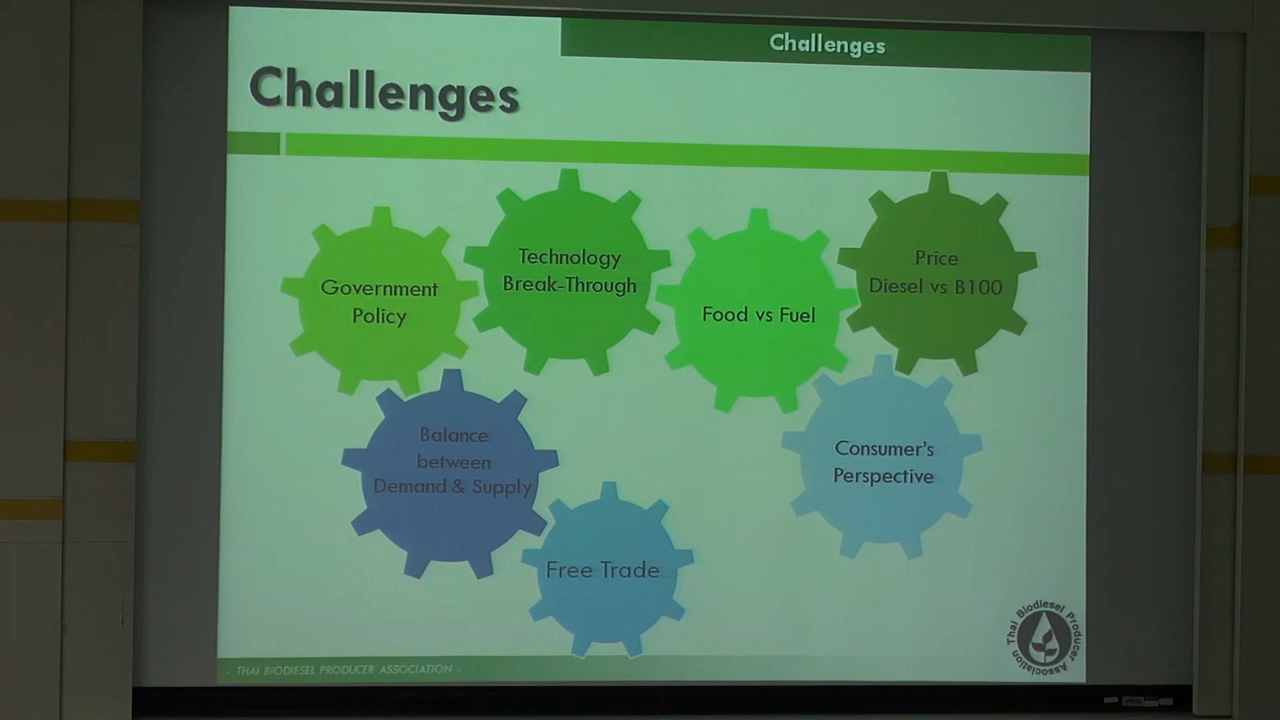 Challenges
Challenges
Government
Policy
Technology
Break-Through
Food vs Fuel
Price
Diesel vs B100
Balance
between
Demand & Supply
Free Trade
Consumer's
Perspective
- THAI BIODIESEL PRODUCER ASSOCIATION -
Thai Biodiesel Producer Association